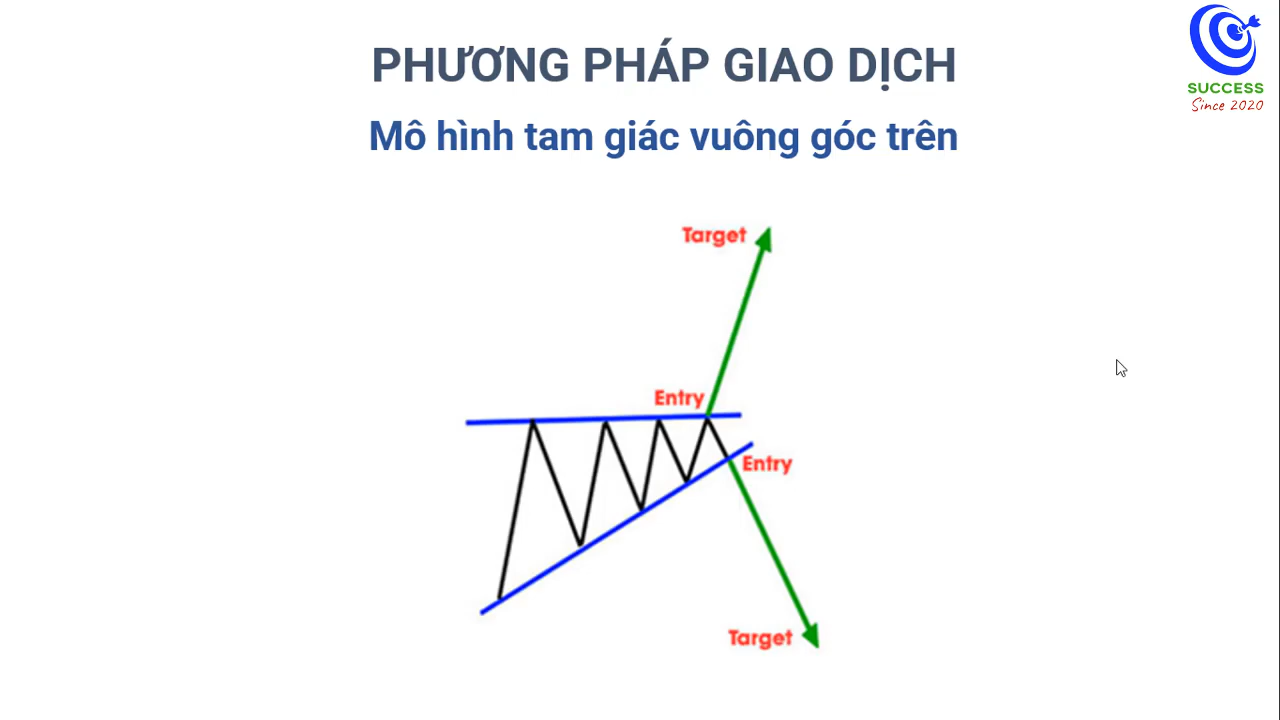 SUCCESS
Since 2020
PHƯƠNG PHÁP GIAO DỊCH
Mô hình tam giác vuông góc trên
Target
Entry
Entry
Target